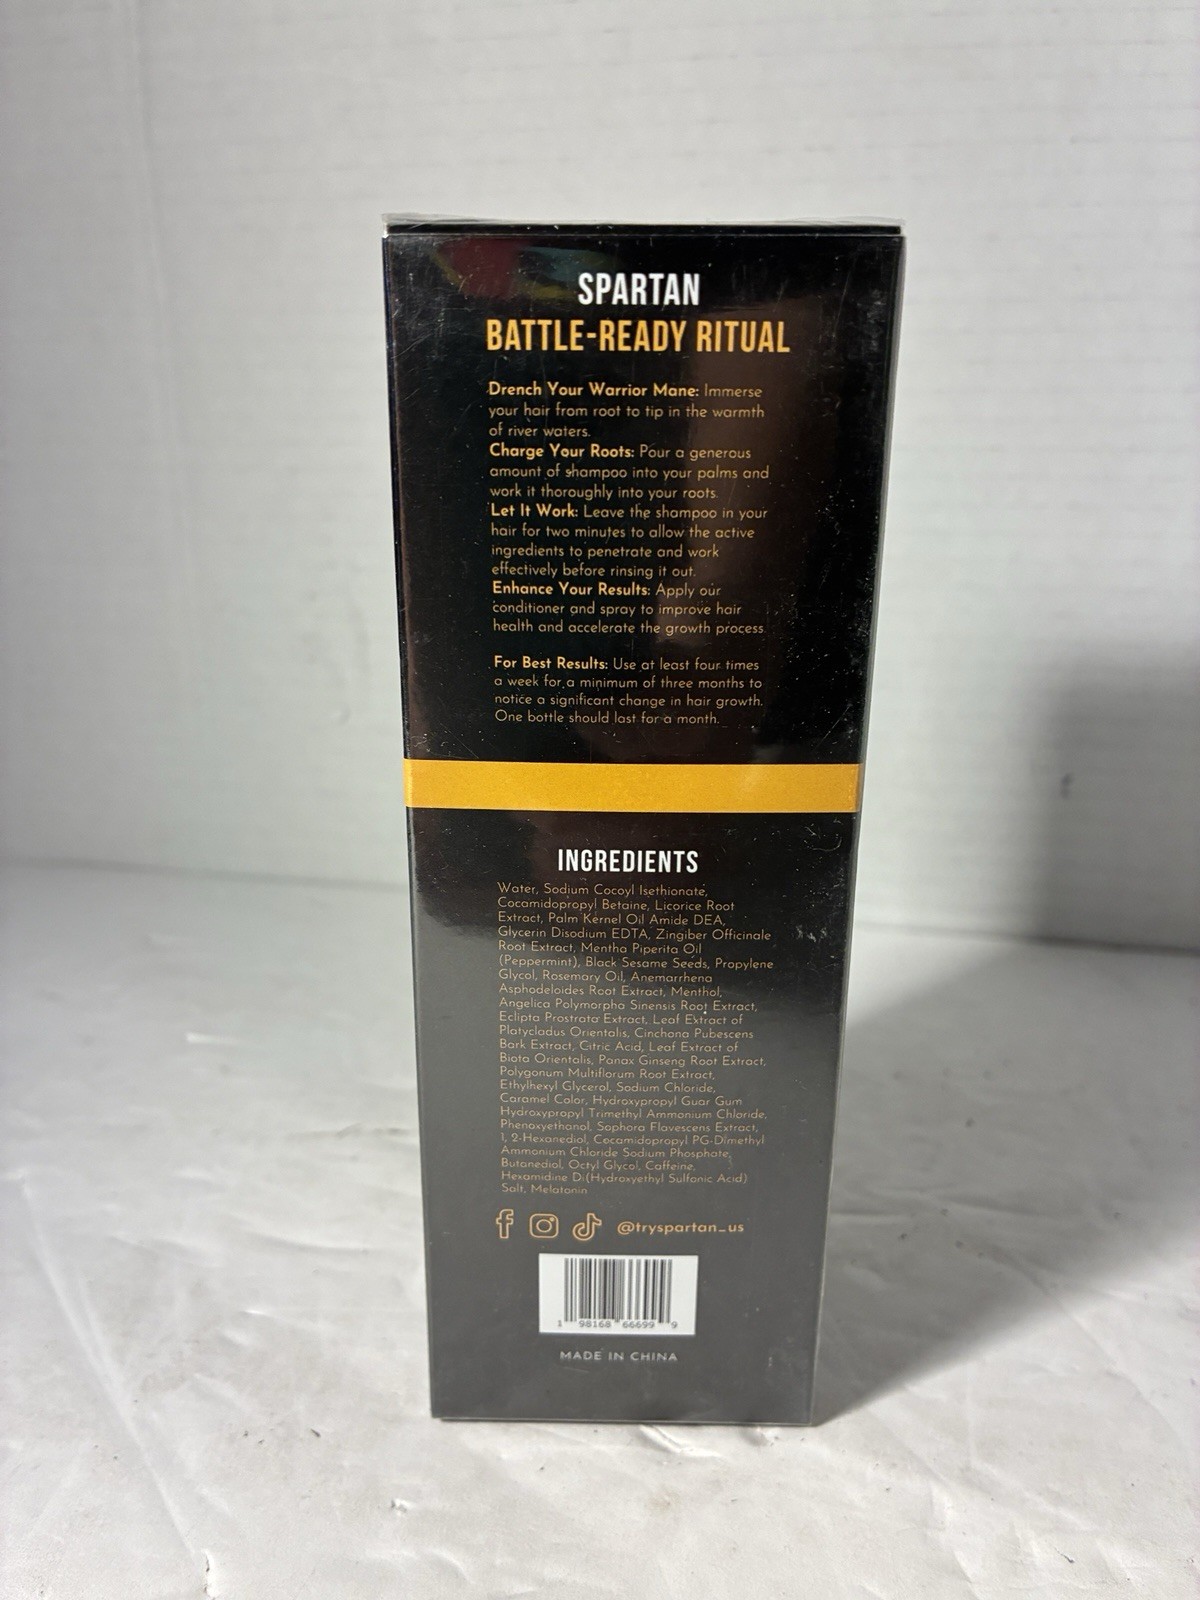 SPARTAN
BATTLE-READY RITUAL
Drench Your Warrior Mane: Immerse
your hair from root to tip in the warmth
of river waters.
Charge Your Roots: Pour a generous
amount of shampoo into your palms and
work it thoroughly into your roots.
Let It Work: Leave the shampoo in your
hair for two minutes to allow the active
ingredients to penetrate and work
effectively before rinsing it out.
Enhance Your Results: Apply our
conditioner and spray to improve hair
health and accelerate the growth process
For Best Results: Use at least four times
a week for a minimum of three months to
notice a significant change in hair growth.
One bottle should last for a month.
INGREDIENTS
Water, Sodium Cocoyl Isethionate,
Cocamidopropyl Betaine, Licorice Root
Extract, Palm Kernel Oil Amide DEA,
Glycerin Disodium EDTA, Zingiber Officinale
Root Extract, Mentha Piperita Oil
(Peppermint), Black Sesame Seeds, Propylene
Glycol, Rosemary Oil, Anemarrhena
Asphodeloides Root Extract, Menthol,
Angelica Polymorpha Sinensis Root Extract,
Eclipta Prostrata Extract, Leaf Extract of
Platycladus Orientalis, Cinchona Pubescens
Bark Extract, Citric Acid, Leaf Extract of
Biota Orientalis, Panax Ginseng Root Extract,
Polygonum Multiflorum Root Extract,
Ethylhexyl Glycerol, Sodium Chloride,
Caramel Color, Hydroxypropyl Guar Gum
Hydroxypropyl Trimethyl Ammonium Chloride,
Phenoxyethanol, Sophora Flavescens Extract,
1, 2-Hexanediol, Cocamidopropyl PG-Dimethyl
Ammonium Chloride Sodium Phosphate,
Butanediol, Octyl Glycol, Caffeine,
Hexamidine Di(Hydroxyethyl Sulfonic Acid)
Salt, Melatonin
@tryspartan_us
1 98168 66699 9
MADE IN CHINA